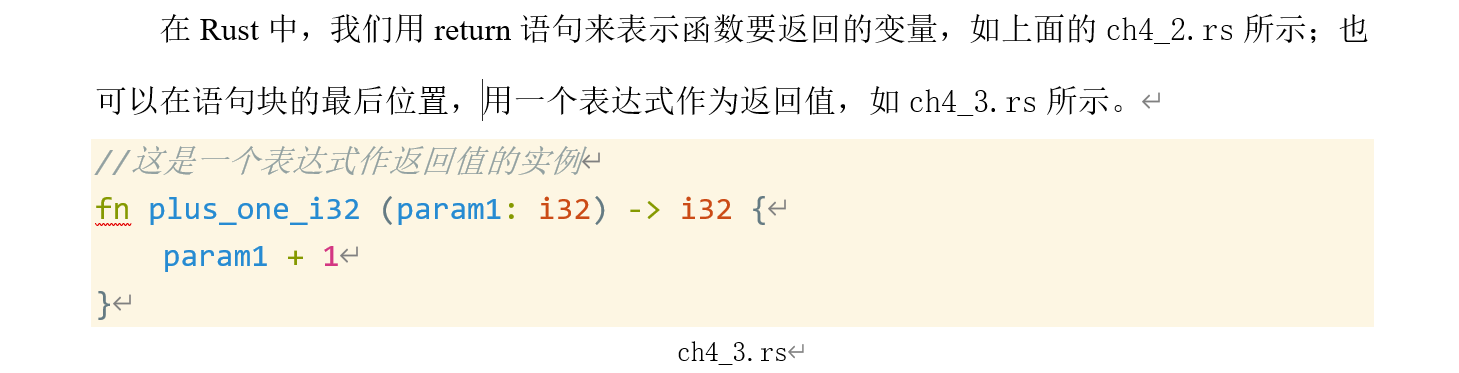 在 Rust 中，我们用 return 语句来表示函数要返回的变量，如上面的 ch4_2.rs 所示；也
可以在语句块的最后位置，用一个表达式作为返回值，如 ch4_3.rs 所示。↵
//这是一个表达式作返回值的实例↵
fn plus_one_i32 (param1: i32) -> i32 {↵
    param1 + 1↵
}↵
ch4_3.rs↵